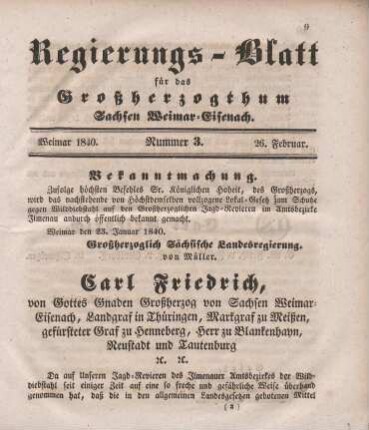 9
Regierungs-Blatt
für das
Großherzogthum
Sachsen Weimar-Eisenach.
Weimar 1840. Nummer 3. 26. Februar.
Bekanntmachung.
Zufolge höchsten Befehles Sr. Königlichen Hoheit, des Großherzogs,
wird das nachstehende von Höchstdenselben vollzogene Lokal-Gesetz zum Schutze
gegen Wilddiebstahl auf den Großherzoglichen Jagd-Revieren im Amtsbezirke
Ilmenau andurch öffentlich bekannt gemacht.
Weimar den 23. Januar 1840.
Großherzoglich Sächsische Landesregierung.
von Müller.
Carl Friedrich,
von Gottes Gnaden Großherzog von Sachsen Weimar-
Eisenach, Landgraf in Thüringen, Markgraf zu Meißen,
gefürsteter Graf zu Henneberg, Herr zu Blankenhayn,
Neustadt und Tautenburg
ꝛc. ꝛc.
Da auf Unseren Jagd-Revieren des Ilmenauer Amtsbezirkes der Wild-
diebstahl seit einiger Zeit auf eine so freche und gefährliche Weise überhand
genommen hat, daß die in den allgemeinen Landesgesetzen gebotenen Mittel
(2)